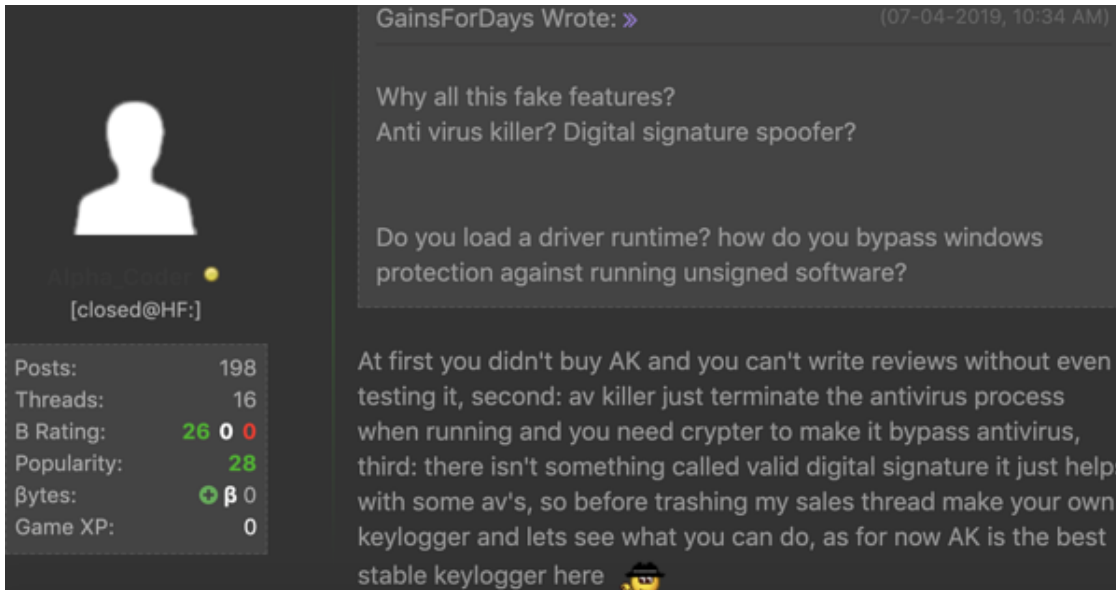 GainsForDays Wrote: »
(07-04-2019, 10:34 AM)
Why all this fake features?
Anti virus killer? Digital signature spoofer?
Do you load a driver runtime? how do you bypass windows
protection against running unsigned software?
Alpha_Coder
[closed@HF:]
Posts: 198
Threads: 16
B Rating: 26 0 0
Popularity: 28
βytes: β 0
Game XP: 0
At first you didn't buy AK and you can't write reviews without even
testing it, second: av killer just terminate the antivirus process
when running and you need crypter to make it bypass antivirus,
third: there isn't something called valid digital signature it just help
with some av's, so before trashing my sales thread make your own
keylogger and lets see what you can do, as for now AK is the best
stable keylogger here